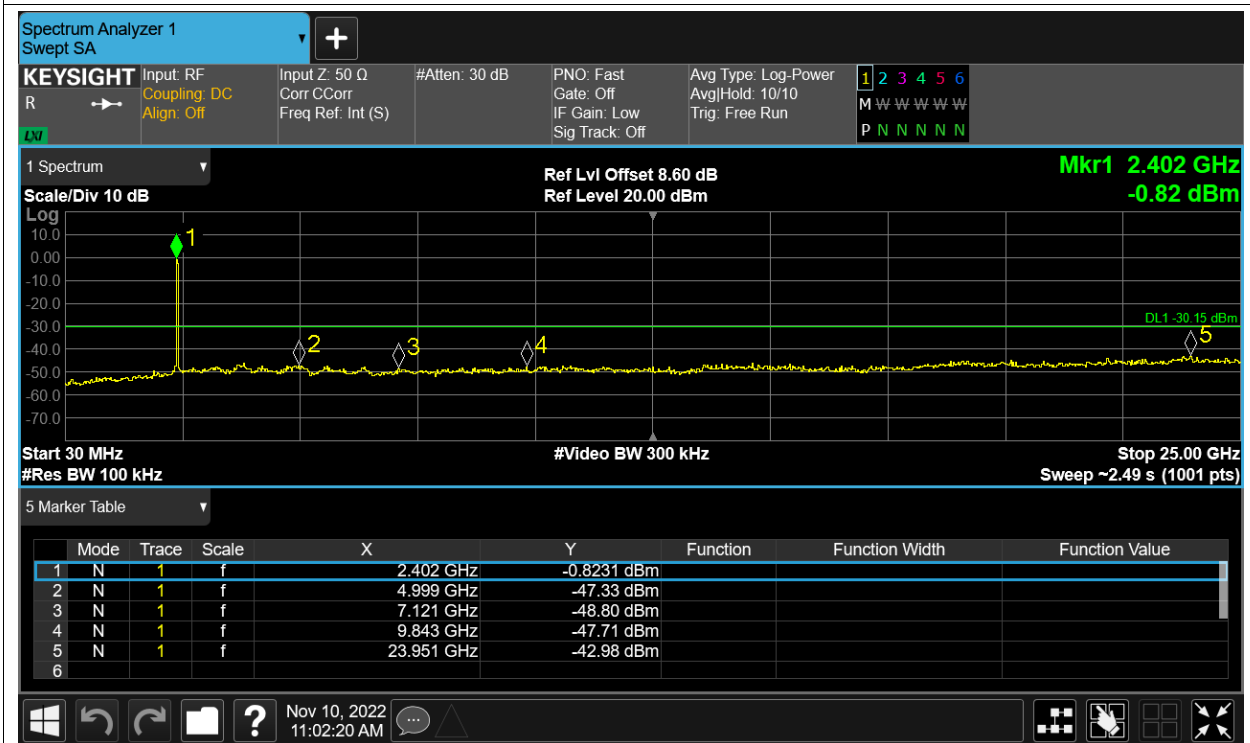 Spectrum Analyzer 1
Swept SA
KEYSIGHT
R
LXI
Input: RF
Coupling: DC
Align: Off
Input Z: 50 Ω
Corr CCorr
Freq Ref: Int (S)
#Atten: 30 dB
PNO: Fast
Gate: Off
IF Gain: Low
Sig Track: Off
Avg Type: Log-Power
Avg|Hold: 10/10
Trig: Free Run
1 2 3 4 5 6
M W W W W W
P N N N N N
1 Spectrum
Scale/Div 10 dB
Ref Lvl Offset 8.60 dB
Ref Level 20.00 dBm
Mkr1 2.402 GHz
-0.82 dBm
Log
10.0
0.00
-10.0
-20.0
-30.0
-40.0
-50.0
-60.0
-70.0
1
2
3
4
5
DL1 -30.15 dBm
Start 30 MHz
#Res BW 100 kHz
#Video BW 300 kHz
Stop 25.00 GHz
Sweep ~2.49 s (1001 pts)
5 Marker Table
Mode Trace Scale X Y Function Function Width Function Value
1 N 1 f 2.402 GHz -0.8231 dBm
2 N 1 f 4.999 GHz -47.33 dBm
3 N 1 f 7.121 GHz -48.80 dBm
4 N 1 f 9.843 GHz -47.71 dBm
5 N 1 f 23.951 GHz -42.98 dBm
6
?
Nov 10, 2022
11:02:20 AM